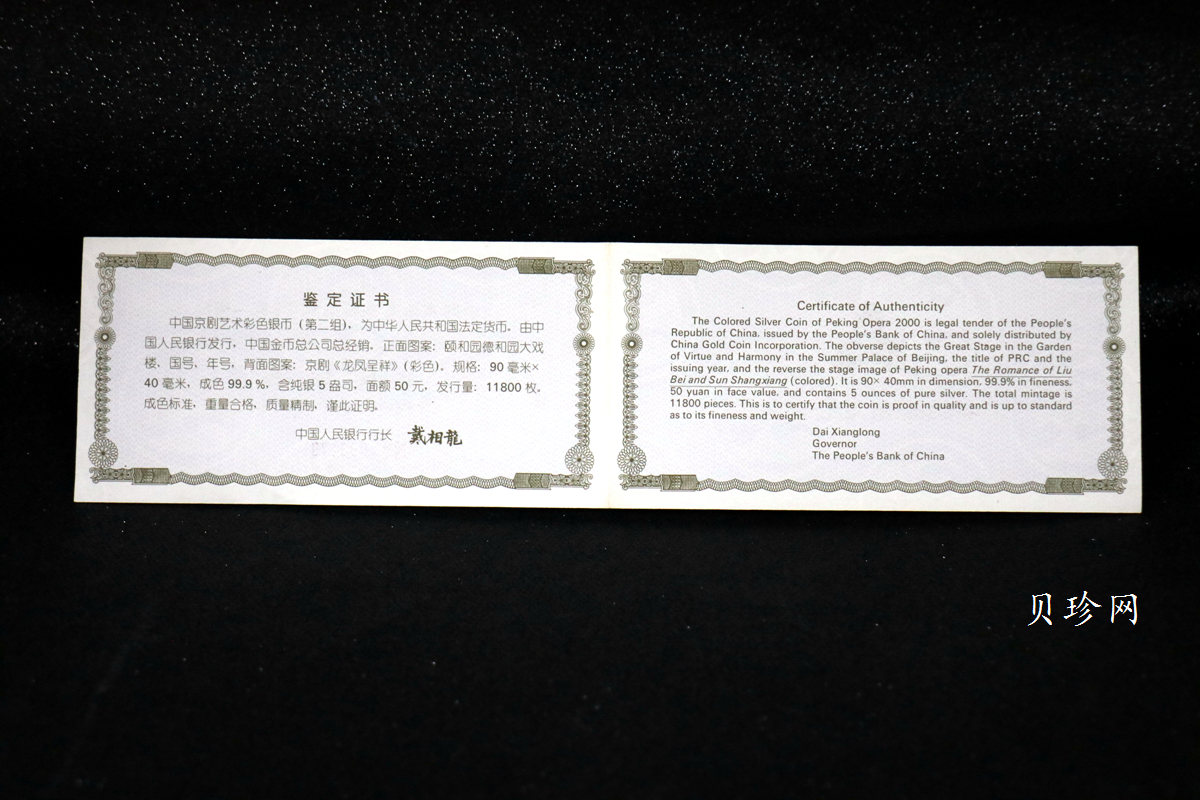 鉴定证书
中国京剧艺术彩色银币（第二组），为中华人民共和国法定货币，由中
国人民银行发行，中国金币总公司总经销，正面图案：颐和园德和园大戏
楼、国号、年号，背面图案：京剧《龙凤呈祥》（彩色）。规格：90毫米×
40毫米，成色99.9%，含纯银5盎司，面额50元，发行量：11800枚。
成色标准，重量合格，质量精制，谨此证明。
中国人民银行行长 戴相龍
Certificate of Authenticity
The Colored Silver Coin of Peking Opera 2000 is legal tender of the People's
Republic of China, issued by the People's Bank of China, and solely distributed by
China Gold Coin Incorporation. The obverse depicts the Great Stage in the Garden
of Virtue and Harmony in the Summer Palace of Beijing, the title of PRC and the
issuing year, and the reverse the stage image of Peking opera The Romance of Liu
Bei and Sun Shangxiang (colored). It is 90× 40mm in dimension, 99.9% in fineness,
50 yuan in face value, and contains 5 ounces of pure silver. The total mintage is
11800 pieces. This is to certify that the coin is proof in quality and is up to standard
as to its fineness and weight.
Dai Xianglong
Governor
The People's Bank of China
贝珍网